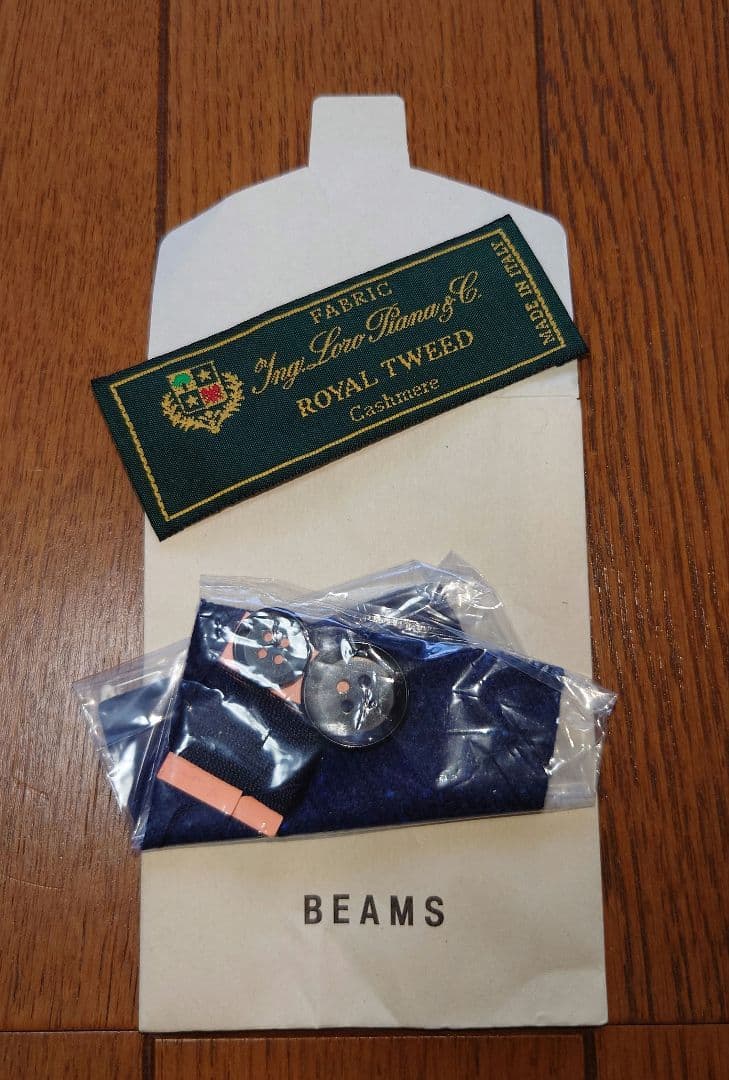 FABRIC
Ing. Loro Piana & C.
ROYAL TWEED
Cashmere
MADE IN ITALY
BEAMS